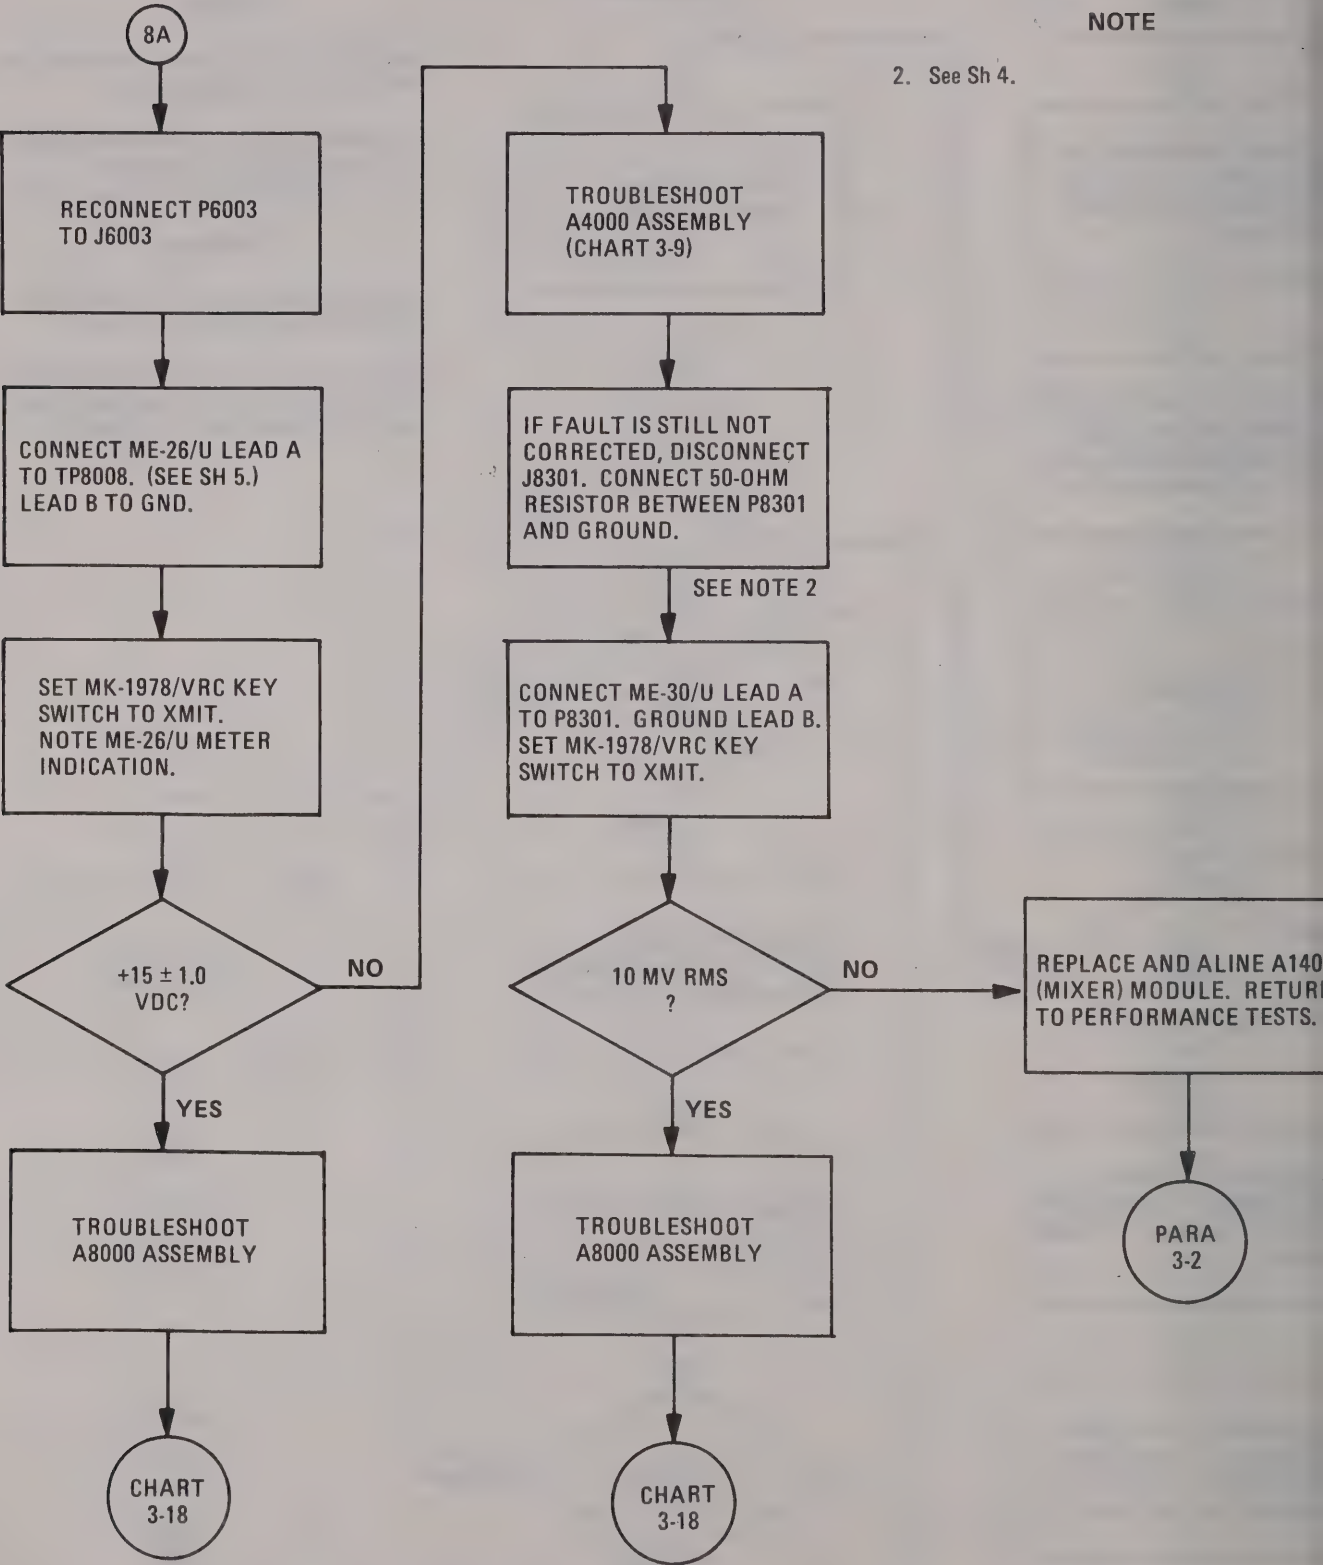 8A
RECONNECT P6003
TO J6003
CONNECT ME-26/U LEAD A
TO TP8008. (SEE SH 5.)
LEAD B TO GND.
SET MK-1978/VRC KEY
SWITCH TO XMIT.
NOTE ME-26/U METER
INDICATION.
+15 ± 1.0
VDC?
NO
YES
TROUBLESHOOT
A8000 ASSEMBLY
CHART
3-18
TROUBLESHOOT
A4000 ASSEMBLY
(CHART 3-9)
IF FAULT IS STILL NOT
CORRECTED, DISCONNECT
J8301. CONNECT 50-OHM
RESISTOR BETWEEN P8301
AND GROUND.
SEE NOTE 2
CONNECT ME-30/U LEAD A
TO P8301. GROUND LEAD B.
SET MK-1978/VRC KEY
SWITCH TO XMIT.
10 MV RMS
?
NO
YES
TROUBLESHOOT
A8000 ASSEMBLY
CHART
3-18
NOTE
2. See Sh 4.
REPLACE AND ALINE
(MIXER) MODULE.
TO PERFORMANCE TESTS.
PARA
3-2